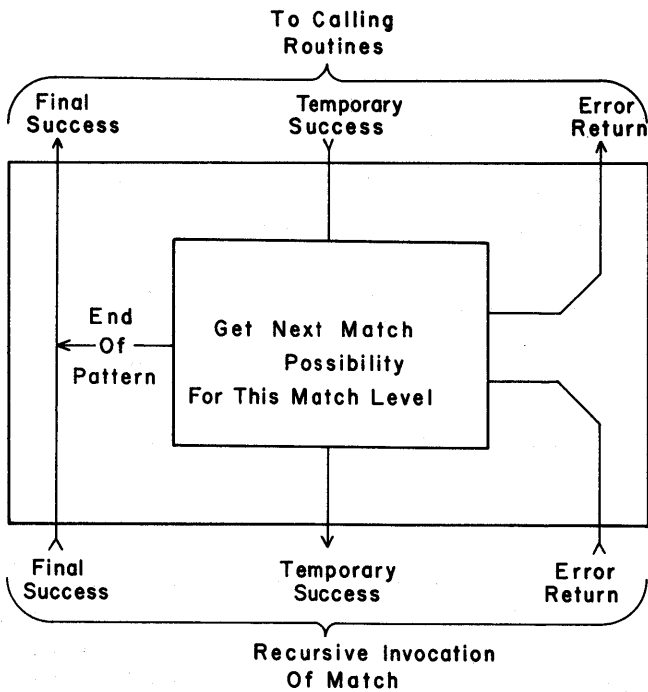 To Calling
Routines
Final
Success
Temporary
Success
Error
Return
End
Of
Pattern
Get Next Match
Possibility
For This Match Level
Final
Success
Temporary
Success
Error
Return
Recursive Invocation
Of Match